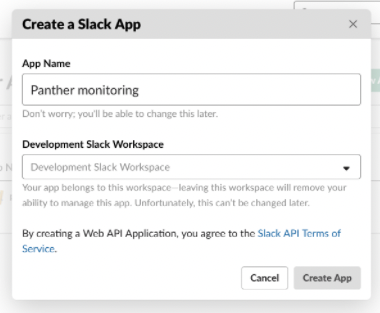 Create a Slack App
App Name
Panther monitoring
Don't worry; you'll be able to change this later.
Development Slack Workspace
Development Slack Workspace
Your app belongs to this workspace—leaving this workspace will remove your
ability to manage this app. Unfortunately, this can't be changed later.
By creating a Web API Application, you agree to the Slack API Terms of
Service.
Cancel
Create App